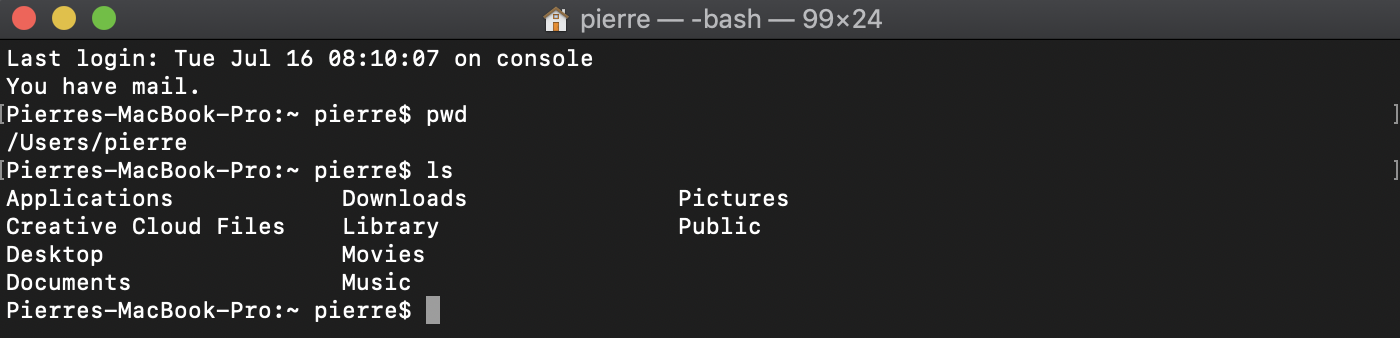 pierre — -bash — 99×24
Last login: Tue Jul 16 08:10:07 on console
You have mail.
[Pierres-MacBook-Pro:~ pierre$ pwd ]
/Users/pierre
[Pierres-MacBook-Pro:~ pierre$ ls ]
Applications Downloads Pictures
Creative Cloud Files Library Public
Desktop Movies
Documents Music
Pierres-MacBook-Pro:~ pierre$